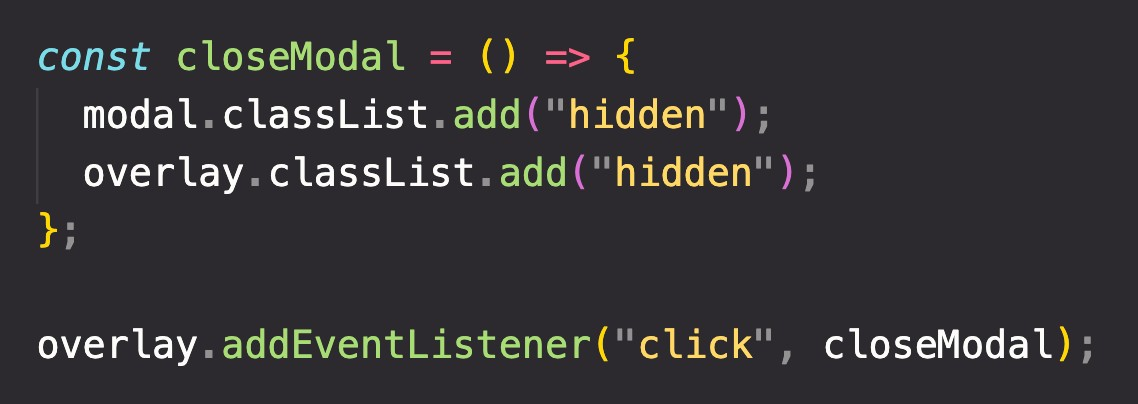 const closeModal = () => {
  modal.classList.add("hidden");
  overlay.classList.add("hidden");
};

overlay.addEventListener("click", closeModal);